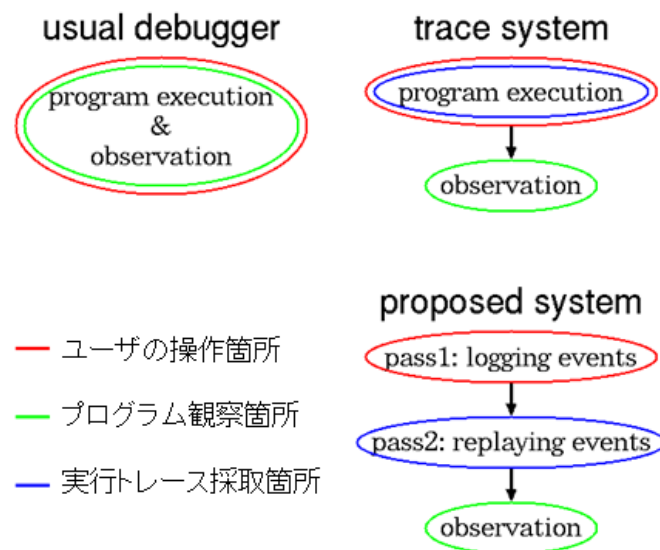 usual debugger
program execution
&
observation
trace system
program execution
observation
proposed system
pass1: logging events
pass2: replaying events
observation
ユーザの操作箇所
プログラム観察箇所
実行トレース採取箇所